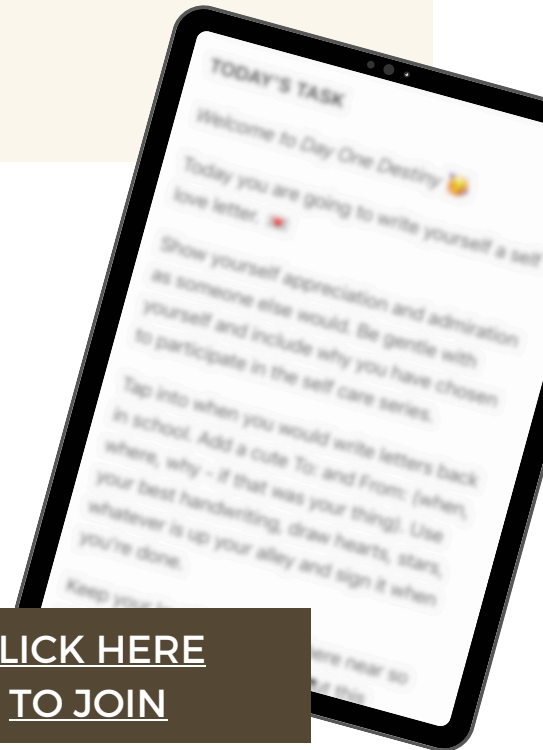 TODAY'S TASK
Welcome to Day One Destiny 🥳
Today you are going to write yourself a self
love letter. 💌
Show yourself appreciation and admiration
as someone else would. Be gentle with
yourself and include why you have chosen
to participate in the self care series.
Tap into when you would write letters back
in school. Add a cute To: and From: (when,
where, why - if that was your thing). Use
your best handwriting, draw hearts, stars,
whatever is up your alley and sign it when
you're done.
Keep your
here near so
this
LICK HERE
TO JOIN